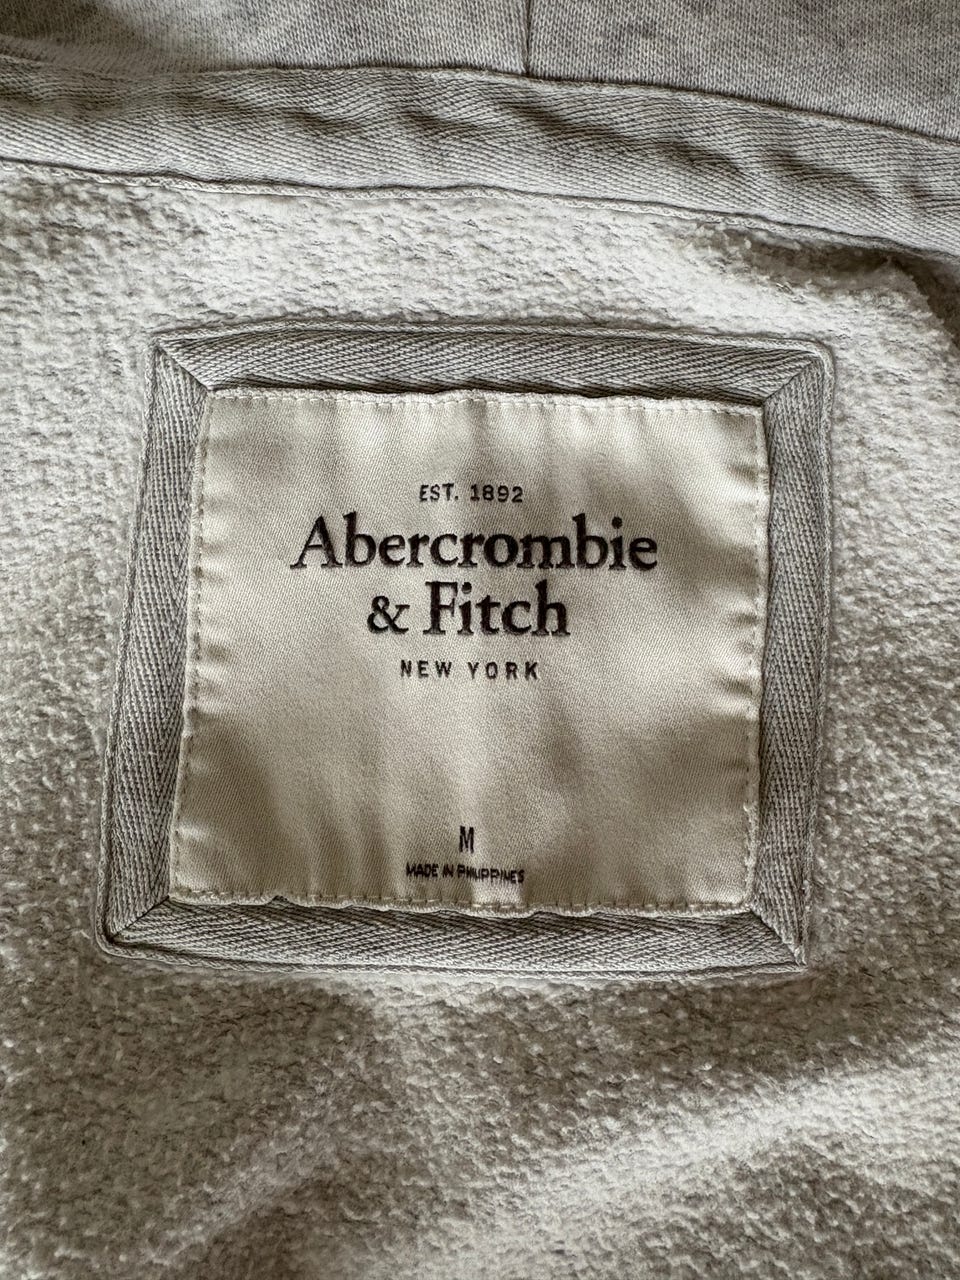 EST. 1892
Abercrombie
& Fitch
NEW YORK
M
MADE IN PHILIPPINES